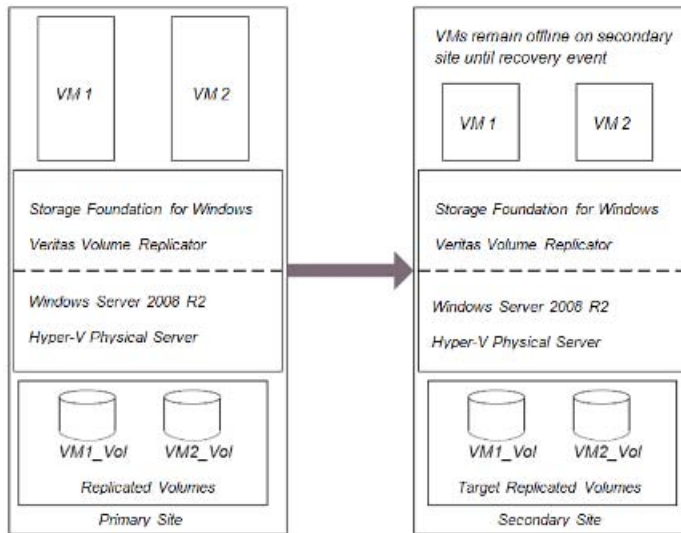 VM 1
VM 2
Storage Foundation for Windows
Veritas Volume Replicator
Windows Server 2008 R2
Hyper-V Physical Server
VM1_Vol
VM2_Vol
Replicated Volumes
Primary Site
VMs remain offline on secondary
site until recovery event
VM 1
VM 2
Storage Foundation for Windows
Veritas Volume Replicator
Windows Server 2008 R2
Hyper-V Physical Server
VM1_Vol
VM2_Vol
Target Replicated Volumes
Secondary Site